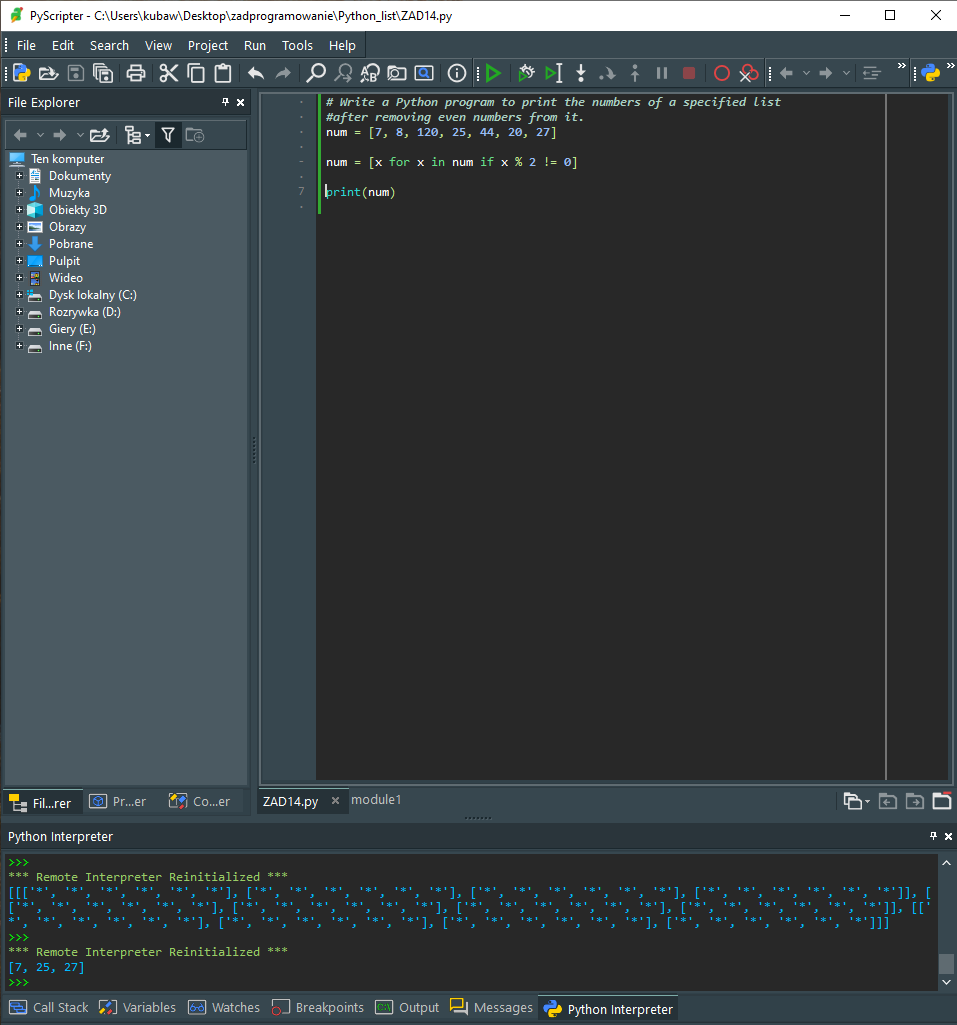 PyScripter - C:\Users\kubaw\Desktop\zadprogramowanie\Python_list\ZAD14.py
File Edit Search View Project Run Tools Help
File Explorer
Ten komputer
Dokumenty
Muzyka
Obiekty 3D
Obrazy
Pobrane
Pulpit
Wideo
Dysk lokalny (C:)
Rozrywka (D:)
Giery (E:)
Inne (F:)
Fil...rer Pr...er Co...er
# Write a Python program to print the numbers of a specified list
#after removing even numbers from it.
num = [7, 8, 120, 25, 44, 20, 27]
num = [x for x in num if x % 2 != 0]
7 print(num)
ZAD14.py module1
Python Interpreter
>>>
*** Remote Interpreter Reinitialized ***
[[['*', '*', '*', '*', '*', '*'], ['*', '*', '*', '*', '*', '*'], ['*', '*', '*', '*', '*', '*'], ['*', '*', '*', '*', '*', '*']], [
['*', '*', '*', '*', '*', '*'], ['*', '*', '*', '*', '*', '*'], ['*', '*', '*', '*', '*', '*'], ['*', '*', '*', '*', '*', '*']], [['
*', '*', '*', '*', '*', '*'], ['*', '*', '*', '*', '*', '*'], ['*', '*', '*', '*', '*', '*'], ['*', '*', '*', '*', '*', '*']]]
>>>
*** Remote Interpreter Reinitialized ***
[7, 25, 27]
>>>
Call Stack Variables Watches Breakpoints Output Messages Python Interpreter